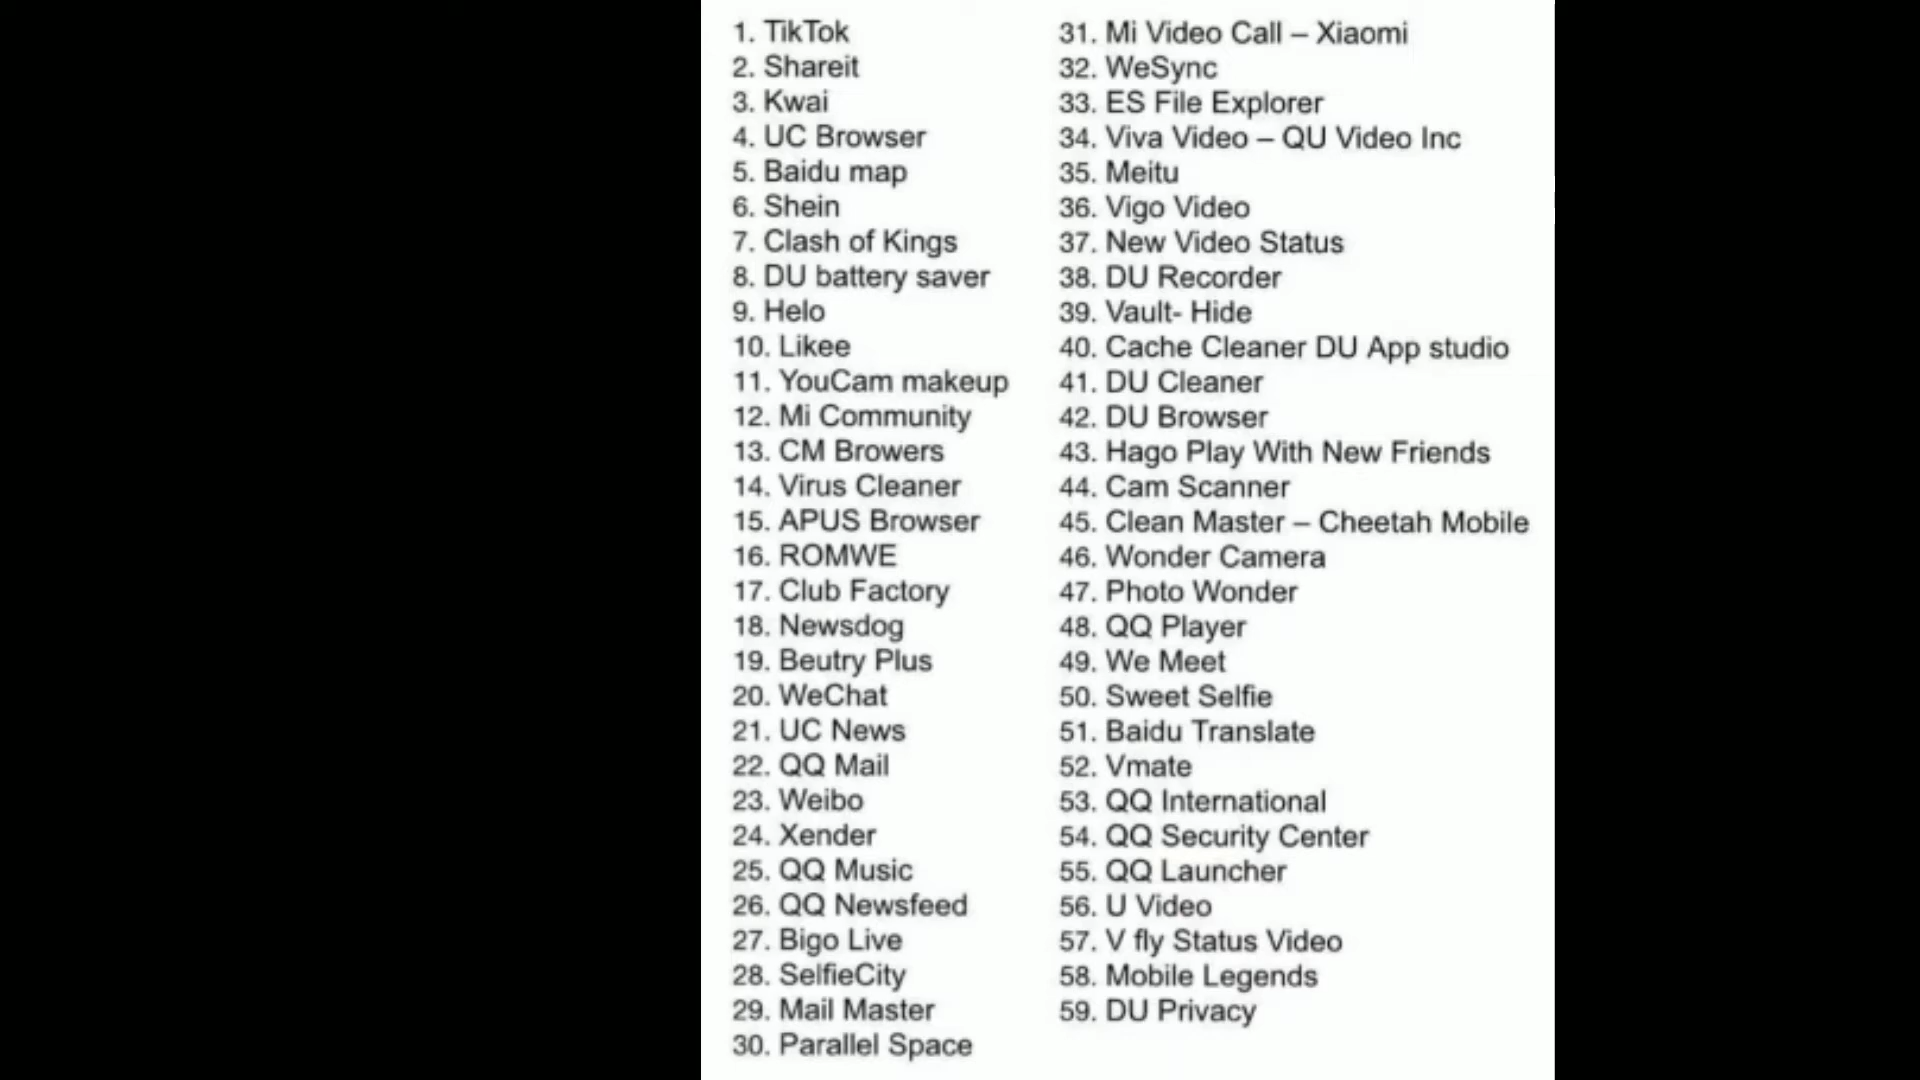 1. TikTok
2. Shareit
3. Kwai
4. UC Browser
5. Baidu map
6. Shein
7. Clash of Kings
8. DU battery saver
9. Helo
10. Likee
11. YouCam makeup
12. Mi Community
13. CM Browers
14. Virus Cleaner
15. APUS Browser
16. ROMWE
17. Club Factory
18. Newsdog
19. Beutry Plus
20. WeChat
21. UC News
22. QQ Mail
23. Weibo
24. Xender
25. QQ Music
26. QQ Newsfeed
27. Bigo Live
28. SelfieCity
29. Mail Master
30. Parallel Space
31. Mi Video Call – Xiaomi
32. WeSync
33. ES File Explorer
34. Viva Video – QU Video Inc
35. Meitu
36. Vigo Video
37. New Video Status
38. DU Recorder
39. Vault- Hide
40. Cache Cleaner DU App studio
41. DU Cleaner
42. DU Browser
43. Hago Play With New Friends
44. Cam Scanner
45. Clean Master – Cheetah Mobile
46. Wonder Camera
47. Photo Wonder
48. QQ Player
49. We Meet
50. Sweet Selfie
51. Baidu Translate
52. Vmate
53. QQ International
54. QQ Security Center
55. QQ Launcher
56. U Video
57. V fly Status Video
58. Mobile Legends
59. DU Privacy